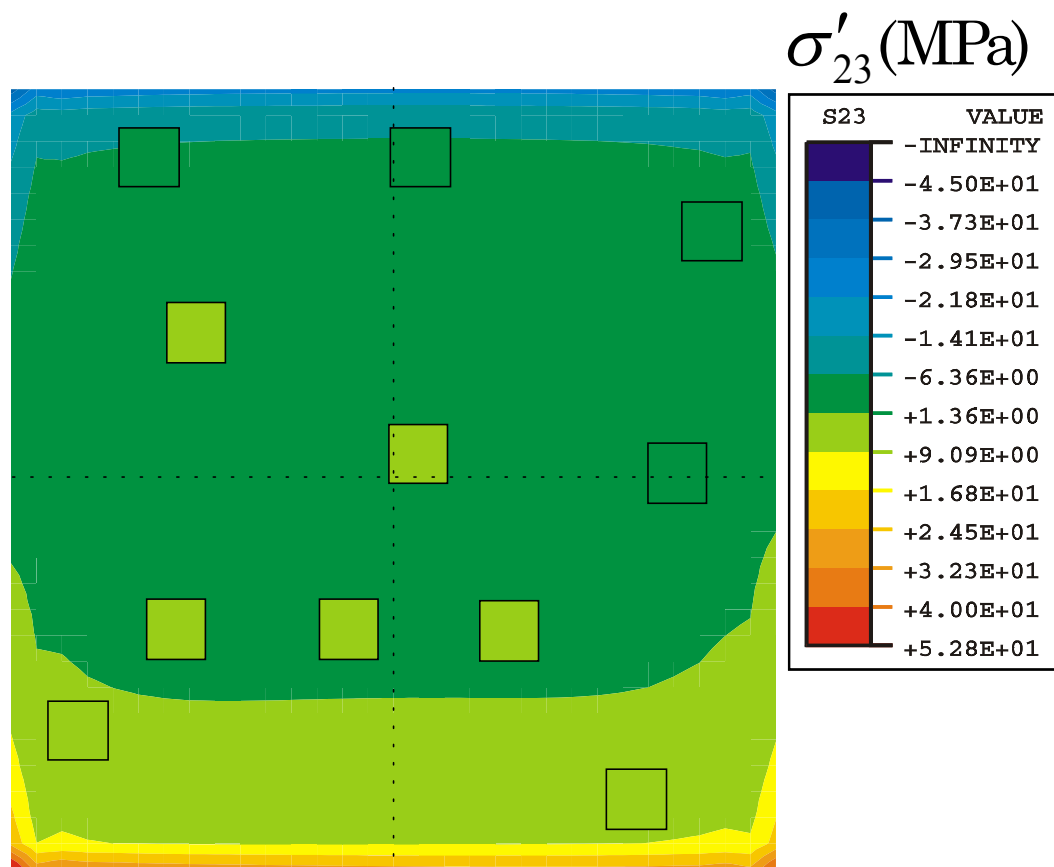 σ′23 (MPa)
S23 VALUE
-INFINITY
-4.50E+01
-3.73E+01
-2.95E+01
-2.18E+01
-1.41E+01
-6.36E+00
+1.36E+00
+9.09E+00
+1.68E+01
+2.45E+01
+3.23E+01
+4.00E+01
+5.28E+01